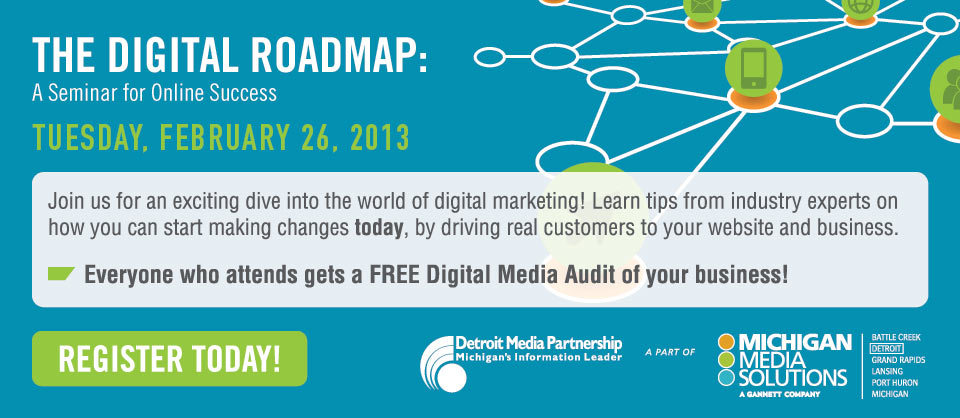 THE DIGITAL ROADMAP:
A Seminar for Online Success
TUESDAY, FEBRUARY 26, 2013
Join us for an exciting dive into the world of digital marketing! Learn tips from industry experts on
how you can start making changes today, by driving real customers to your website and business.
Everyone who attends gets a FREE Digital Media Audit of your business!
REGISTER TODAY!
Detroit Media Partnership
Michigan's Information Leader
A PART OF
MICHIGAN
MEDIA
SOLUTIONS
A GANNETT COMPANY
BATTLE CREEK
DETROIT
GRAND RAPIDS
LANSING
PORT HURON
MICHIGAN